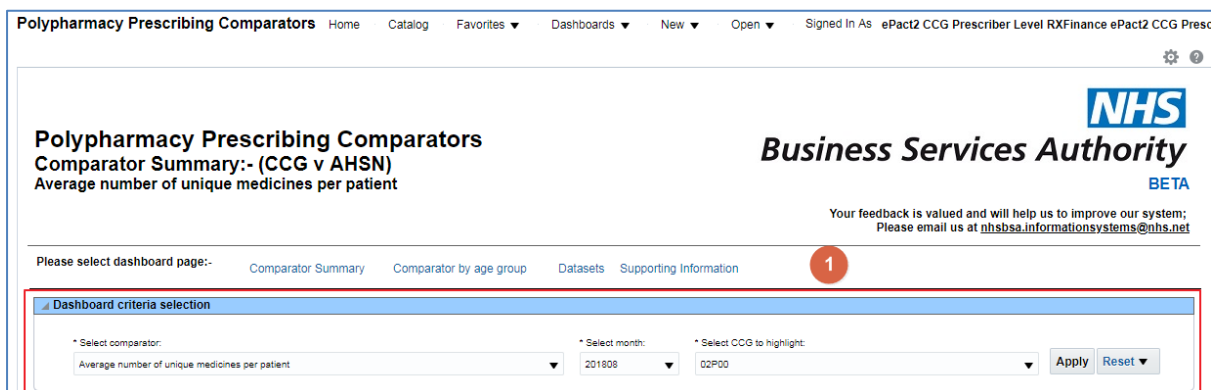 Polypharmacy Prescribing Comparators Home Catalog Favorites Dashboards New Open Signed In As ePact2 CCG Prescriber Level RXFinance ePact2 CCG Presc
NHS
Polypharmacy Prescribing Comparators
Business Services Authority
Comparator Summary:- (CCG v AHSN)
Average number of unique medicines per patient
BETA
Your feedback is valued and will help us to improve our system;
Please email us at nhsbsa.informationsystems@nhs.net
Please select dashboard page:- Comparator Summary Comparator by age group Datasets Supporting Information 1
Dashboard criteria selection
* Select comparator: * Select month: * Select CCG to highlight:
Average number of unique medicines per patient 201808 02P00 Apply Reset